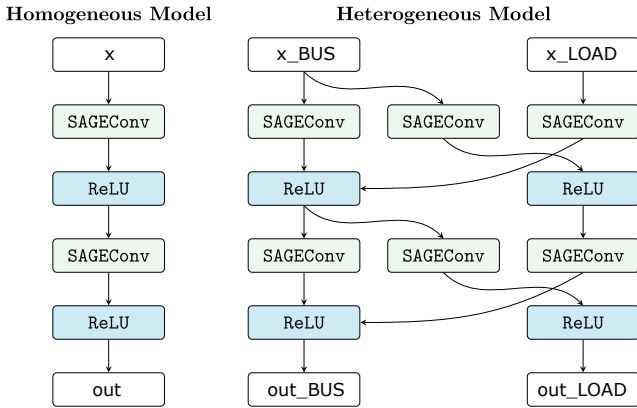 Homogeneous Model
Heterogeneous Model
x
x_BUS
x_LOAD
SAGEConv
SAGEConv
SAGEConv
SAGEConv
ReLU
ReLU
ReLU
SAGEConv
SAGEConv
SAGEConv
SAGEConv
ReLU
ReLU
ReLU
out
out_BUS
out_LOAD